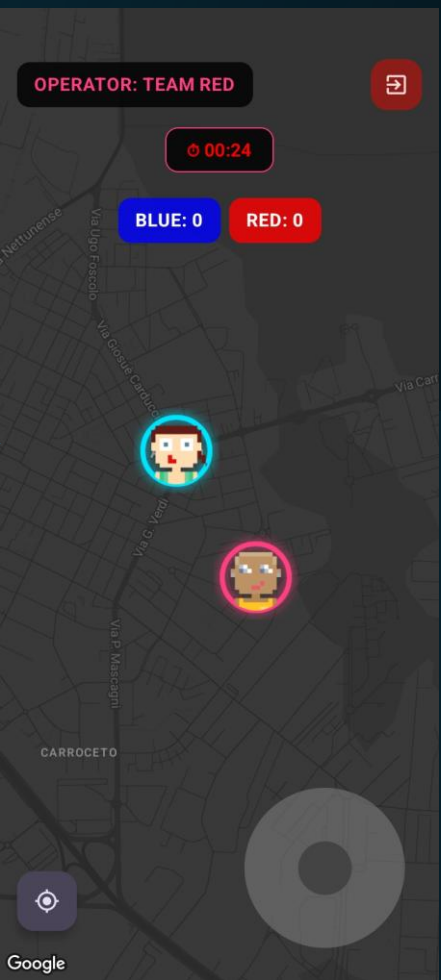 OPERATOR: TEAM RED
00:24
BLUE: 0
RED: 0
Nettunense
Via Ugo Foscolo
Via Giosuè Carducci
Via G. Verdi
Via P. Mascagni
CARROCETO
Google